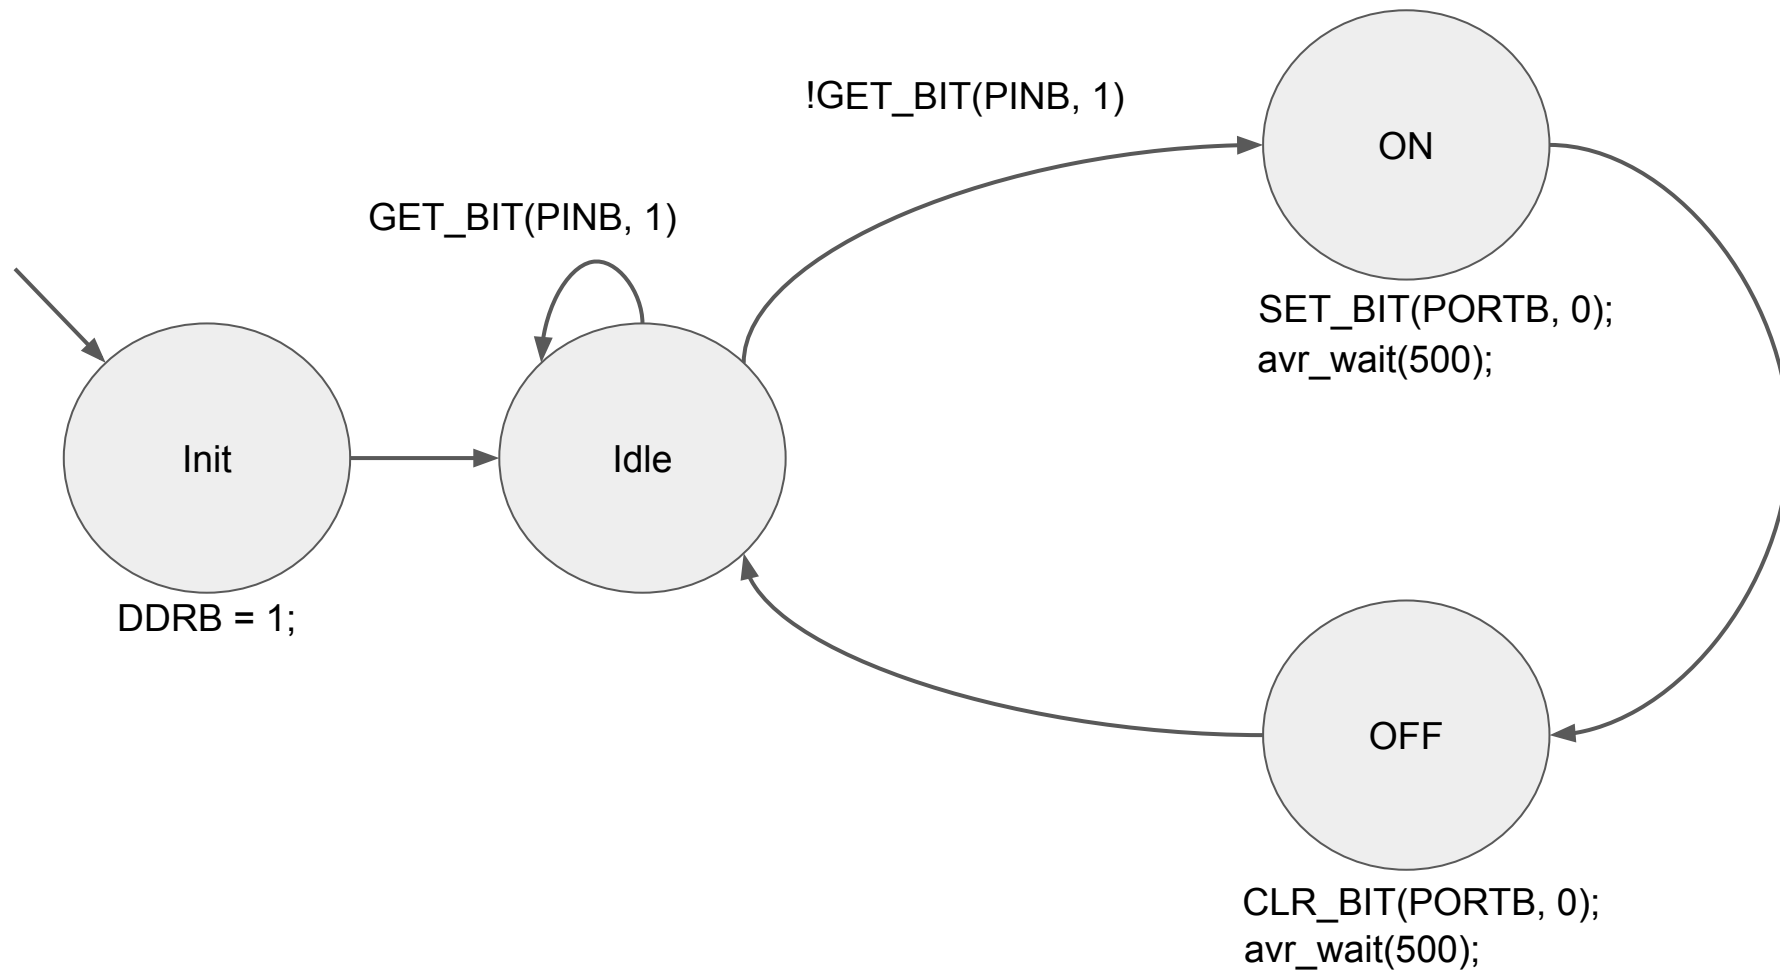 !GET_BIT(PINB, 1)
ON
GET_BIT(PINB, 1)
SET_BIT(PORTB, 0);
avr_wait(500);
Init
Idle
DDRB = 1;
OFF
CLR_BIT(PORTB, 0);
avr_wait(500);